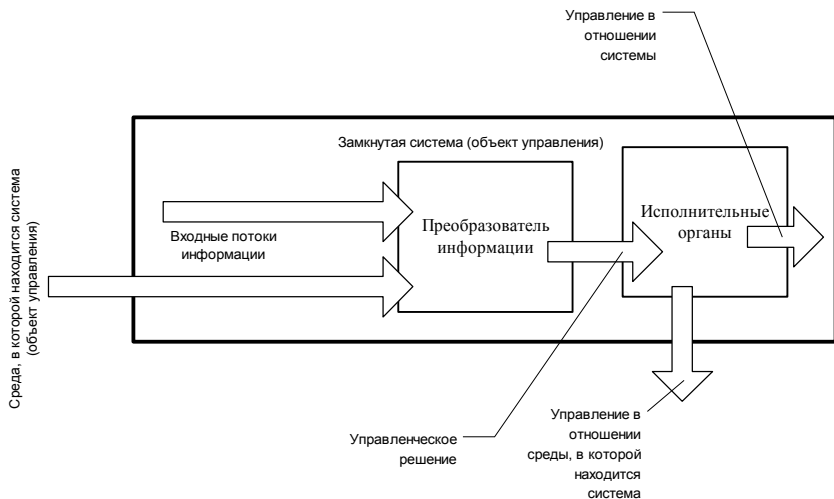 Управление в
отношении
системы
Замкнутая система (объект управления)
Среда, в которой находится система
(объект управления)
Входные потоки
информации
Преобразователь
информации
Исполнительные
органы
Управленческое
решение
Управление в
отношении
среды, в которой
находится
система